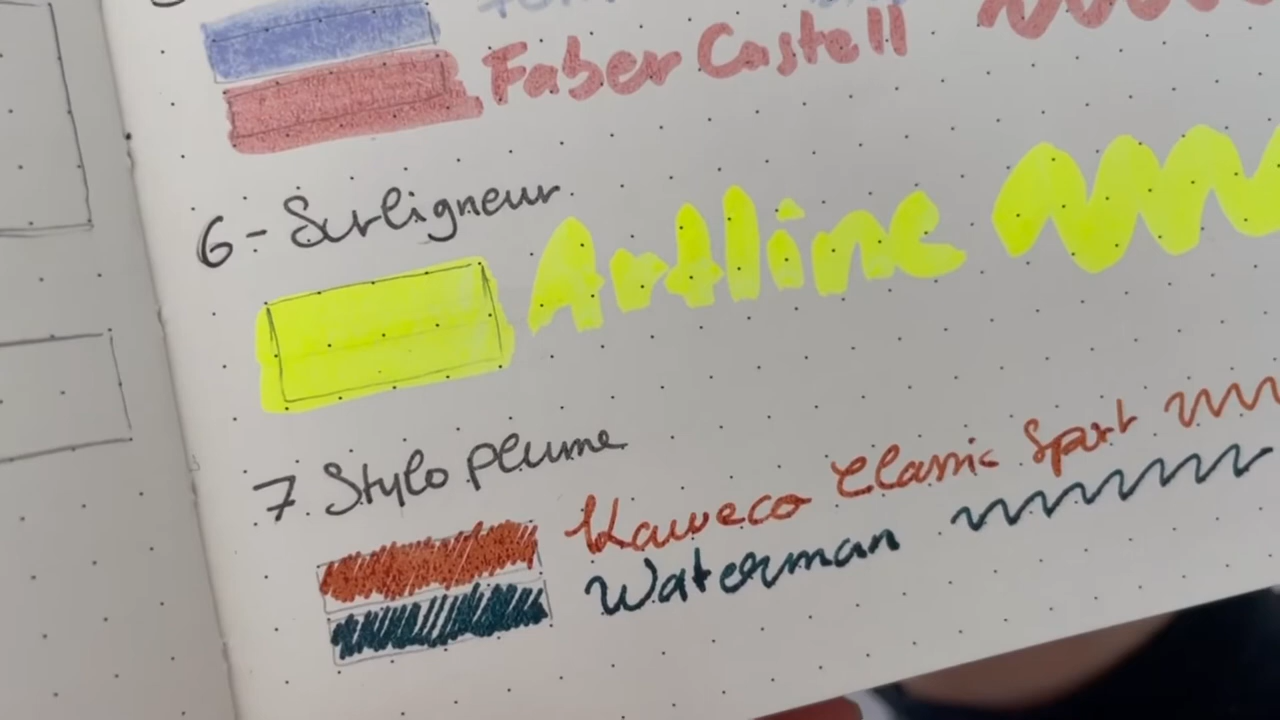 Faber Castell
6- Surligneur
Artline
7. Stylo plume
Kaweco Classic Sport
Waterman